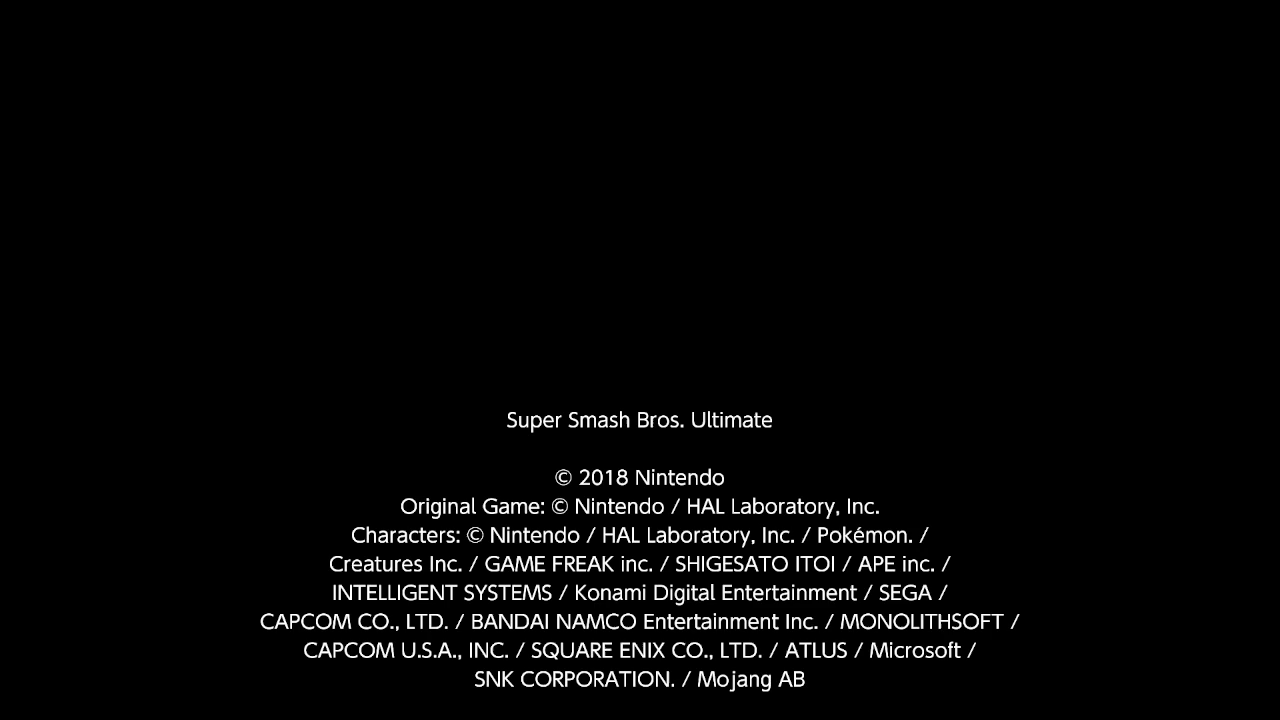 Super Smash Bros. Ultimate
© 2018 Nintendo
Original Game: © Nintendo / HAL Laboratory, Inc.
Characters: © Nintendo / HAL Laboratory, Inc. / Pokémon. /
Creatures Inc. / GAME FREAK inc. / SHIGESATO ITOI / APE inc. /
INTELLIGENT SYSTEMS / Konami Digital Entertainment / SEGA /
CAPCOM CO., LTD. / BANDAI NAMCO Entertainment Inc. / MONOLITHSOFT /
CAPCOM U.S.A., INC. / SQUARE ENIX CO., LTD. / ATLUS / Microsoft /
SNK CORPORATION. / Mojang AB